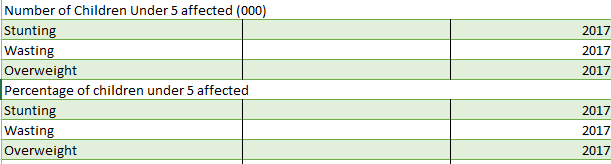 Number of Children Under 5 affected (000)
Stunting 2017
Wasting 2017
Overweight 2017
Percentage of children under 5 affected
Stunting 2017
Wasting 2017
Overweight 2017